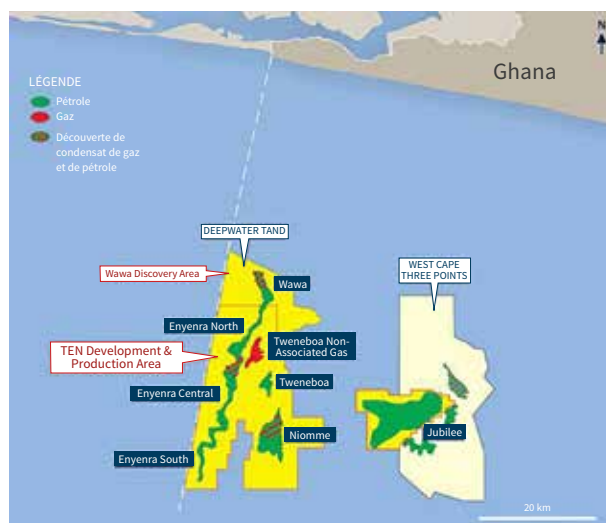 N
Ghana
LÉGENDE
Pétrole
Gaz
Découverte de
condensat de gaz
et de pétrole
DEEPWATER TAND
Wawa Discovery Area
WEST CAPE
THREE POINTS
Wawa
Enyenra North
Tweneboa Non-
Associated Gas
TEN Development &
Production Area
Tweneboa
Enyenra Central
Niomme
Jubilee
Enyenra South
20 km